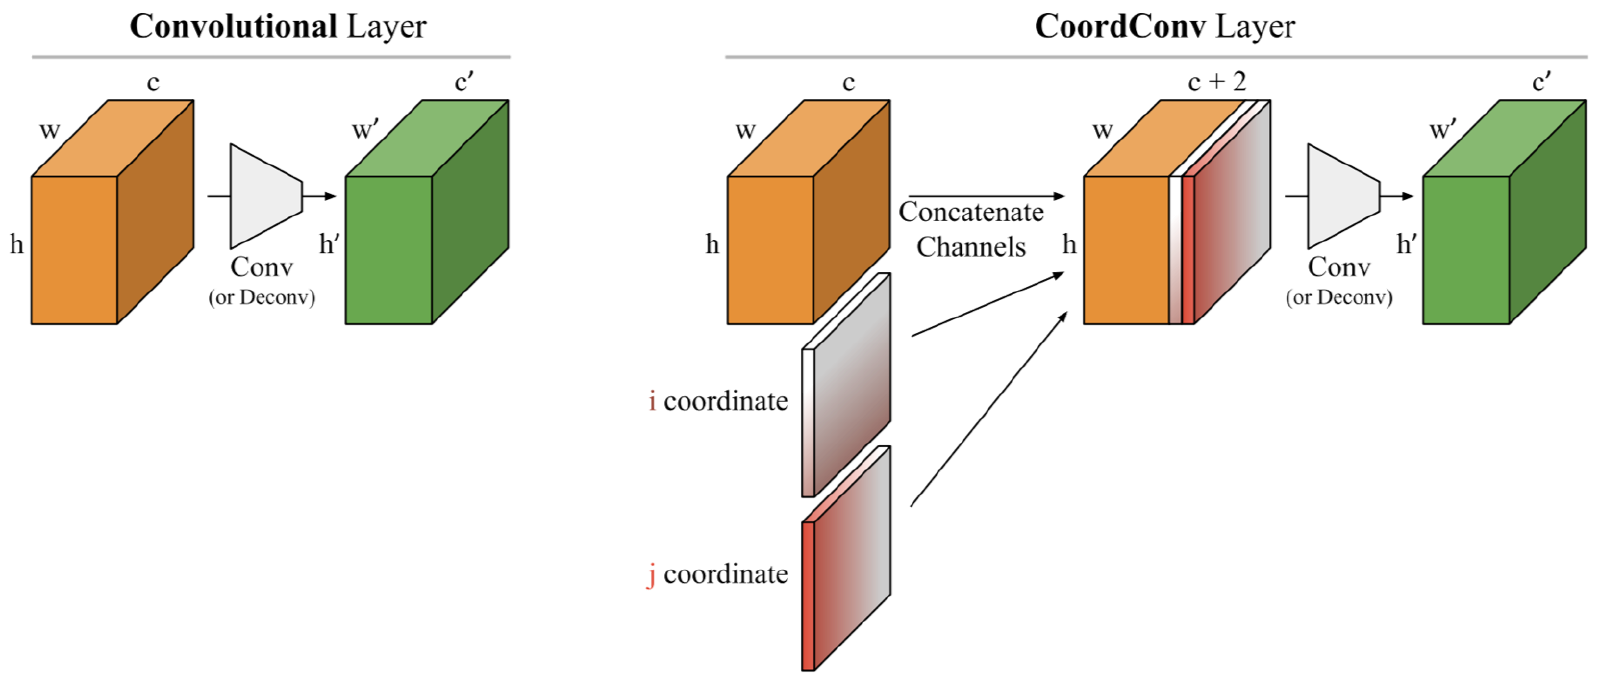 Convolutional Layer
c
w
h
Conv
(or Deconv)
c′
w′
h′
CoordConv Layer
c
w
h
i coordinate
j coordinate
Concatenate
Channels
c + 2
w
h
Conv
(or Deconv)
c′
w′
h′